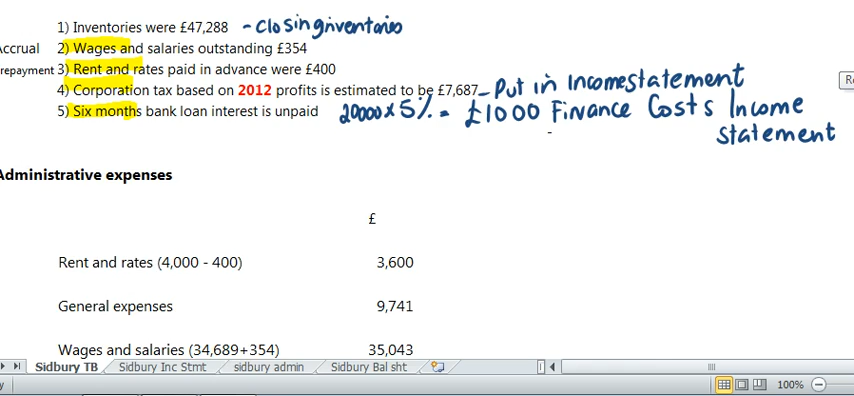 1) Inventories were £47,288 - Closing inventories
Accrual 2) Wages and salaries outstanding £354
repayment 3) Rent and rates paid in advance were £400
4) Corporation tax based on 2012 profits is estimated to be £7,687 - Put in Income statement
5) Six months bank loan interest is unpaid 20000 x 5% = £1000 Finance Costs Income
Statement
Administrative expenses
£
Rent and rates (4,000 - 400) 3,600
General expenses 9,741
Wages and salaries (34,689+354) 35,043
Sidbury TB Sidbury Inc Stmt sidbury admin Sidbury Bal sht
y 100%